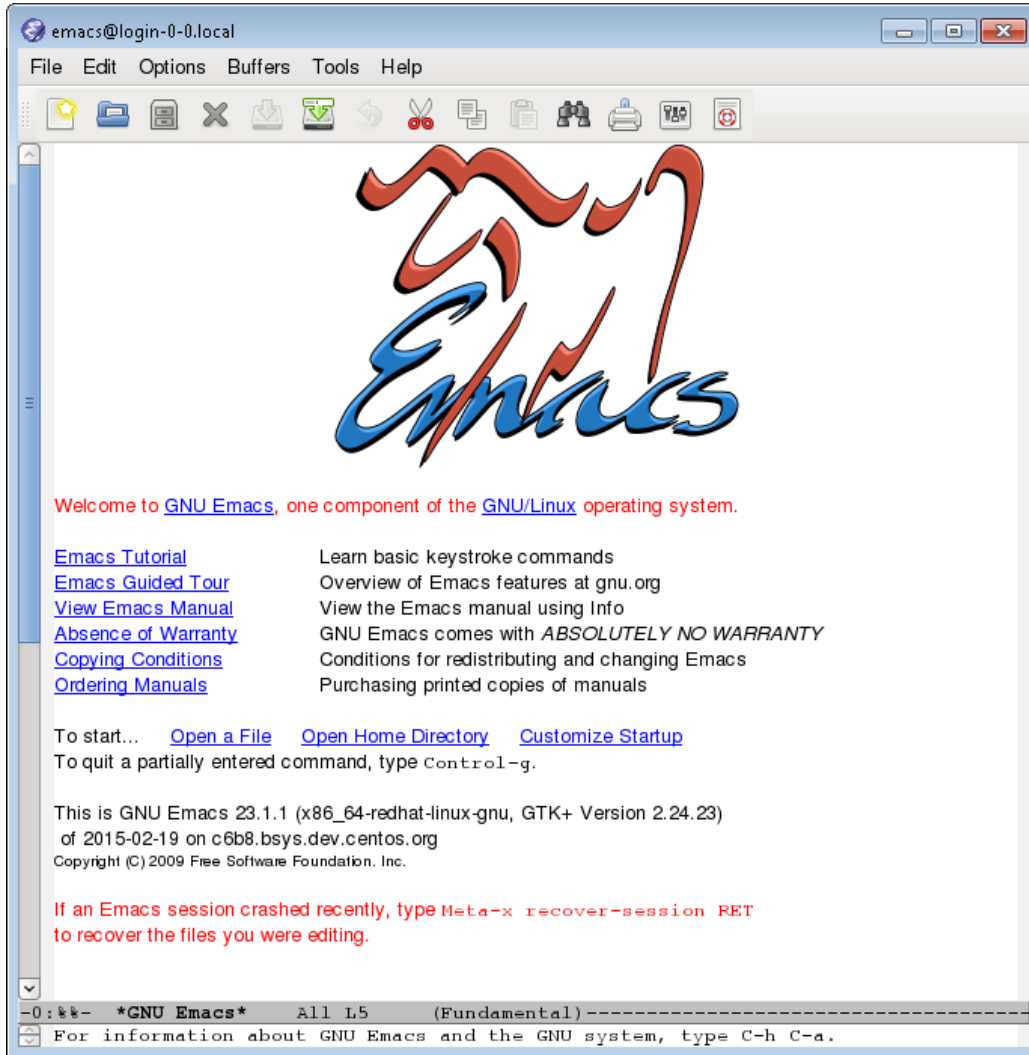 emacs@login-0-0.local
File Edit Options Buffers Tools Help
Emacs
Welcome to GNU Emacs, one component of the GNU/Linux operating system.
Emacs Tutorial Learn basic keystroke commands
Emacs Guided Tour Overview of Emacs features at gnu.org
View Emacs Manual View the Emacs manual using Info
Absence of Warranty GNU Emacs comes with ABSOLUTELY NO WARRANTY
Copying Conditions Conditions for redistributing and changing Emacs
Ordering Manuals Purchasing printed copies of manuals
To start... Open a File Open Home Directory Customize Startup
To quit a partially entered command, type Control-g.
This is GNU Emacs 23.1.1 (x86_64-redhat-linux-gnu, GTK+ Version 2.24.23)
of 2015-02-19 on c6b8.bsys.dev.centos.org
Copyright (C) 2009 Free Software Foundation, Inc.
If an Emacs session crashed recently, type Meta-x recover-session RET
to recover the files you were editing.
-0:%%- *GNU Emacs* All L5 (Fundamental)-----------------------------------
For information about GNU Emacs and the GNU system, type C-h C-a.